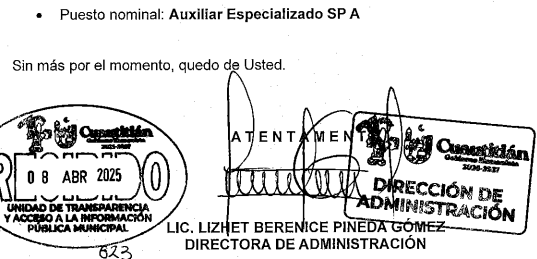 • Puesto nominal: Auxiliar Especializado SP A
Sin más por el momento, quedo de Usted.
ATENTAMENT
Cuautitlán
RECIBIDO
08 ABR 2025
UNIDAD DE TRANSPARENCIA
Y ACCESO A LA INFORMACIÓN
PÚBLICA MUNICIPAL
623
Cuautitlán
DIRECCIÓN DE
ADMINISTRACIÓN
LIC. LIZHET BERENICE PINEDA GÓMEZ
DIRECTORA DE ADMINISTRACIÓN